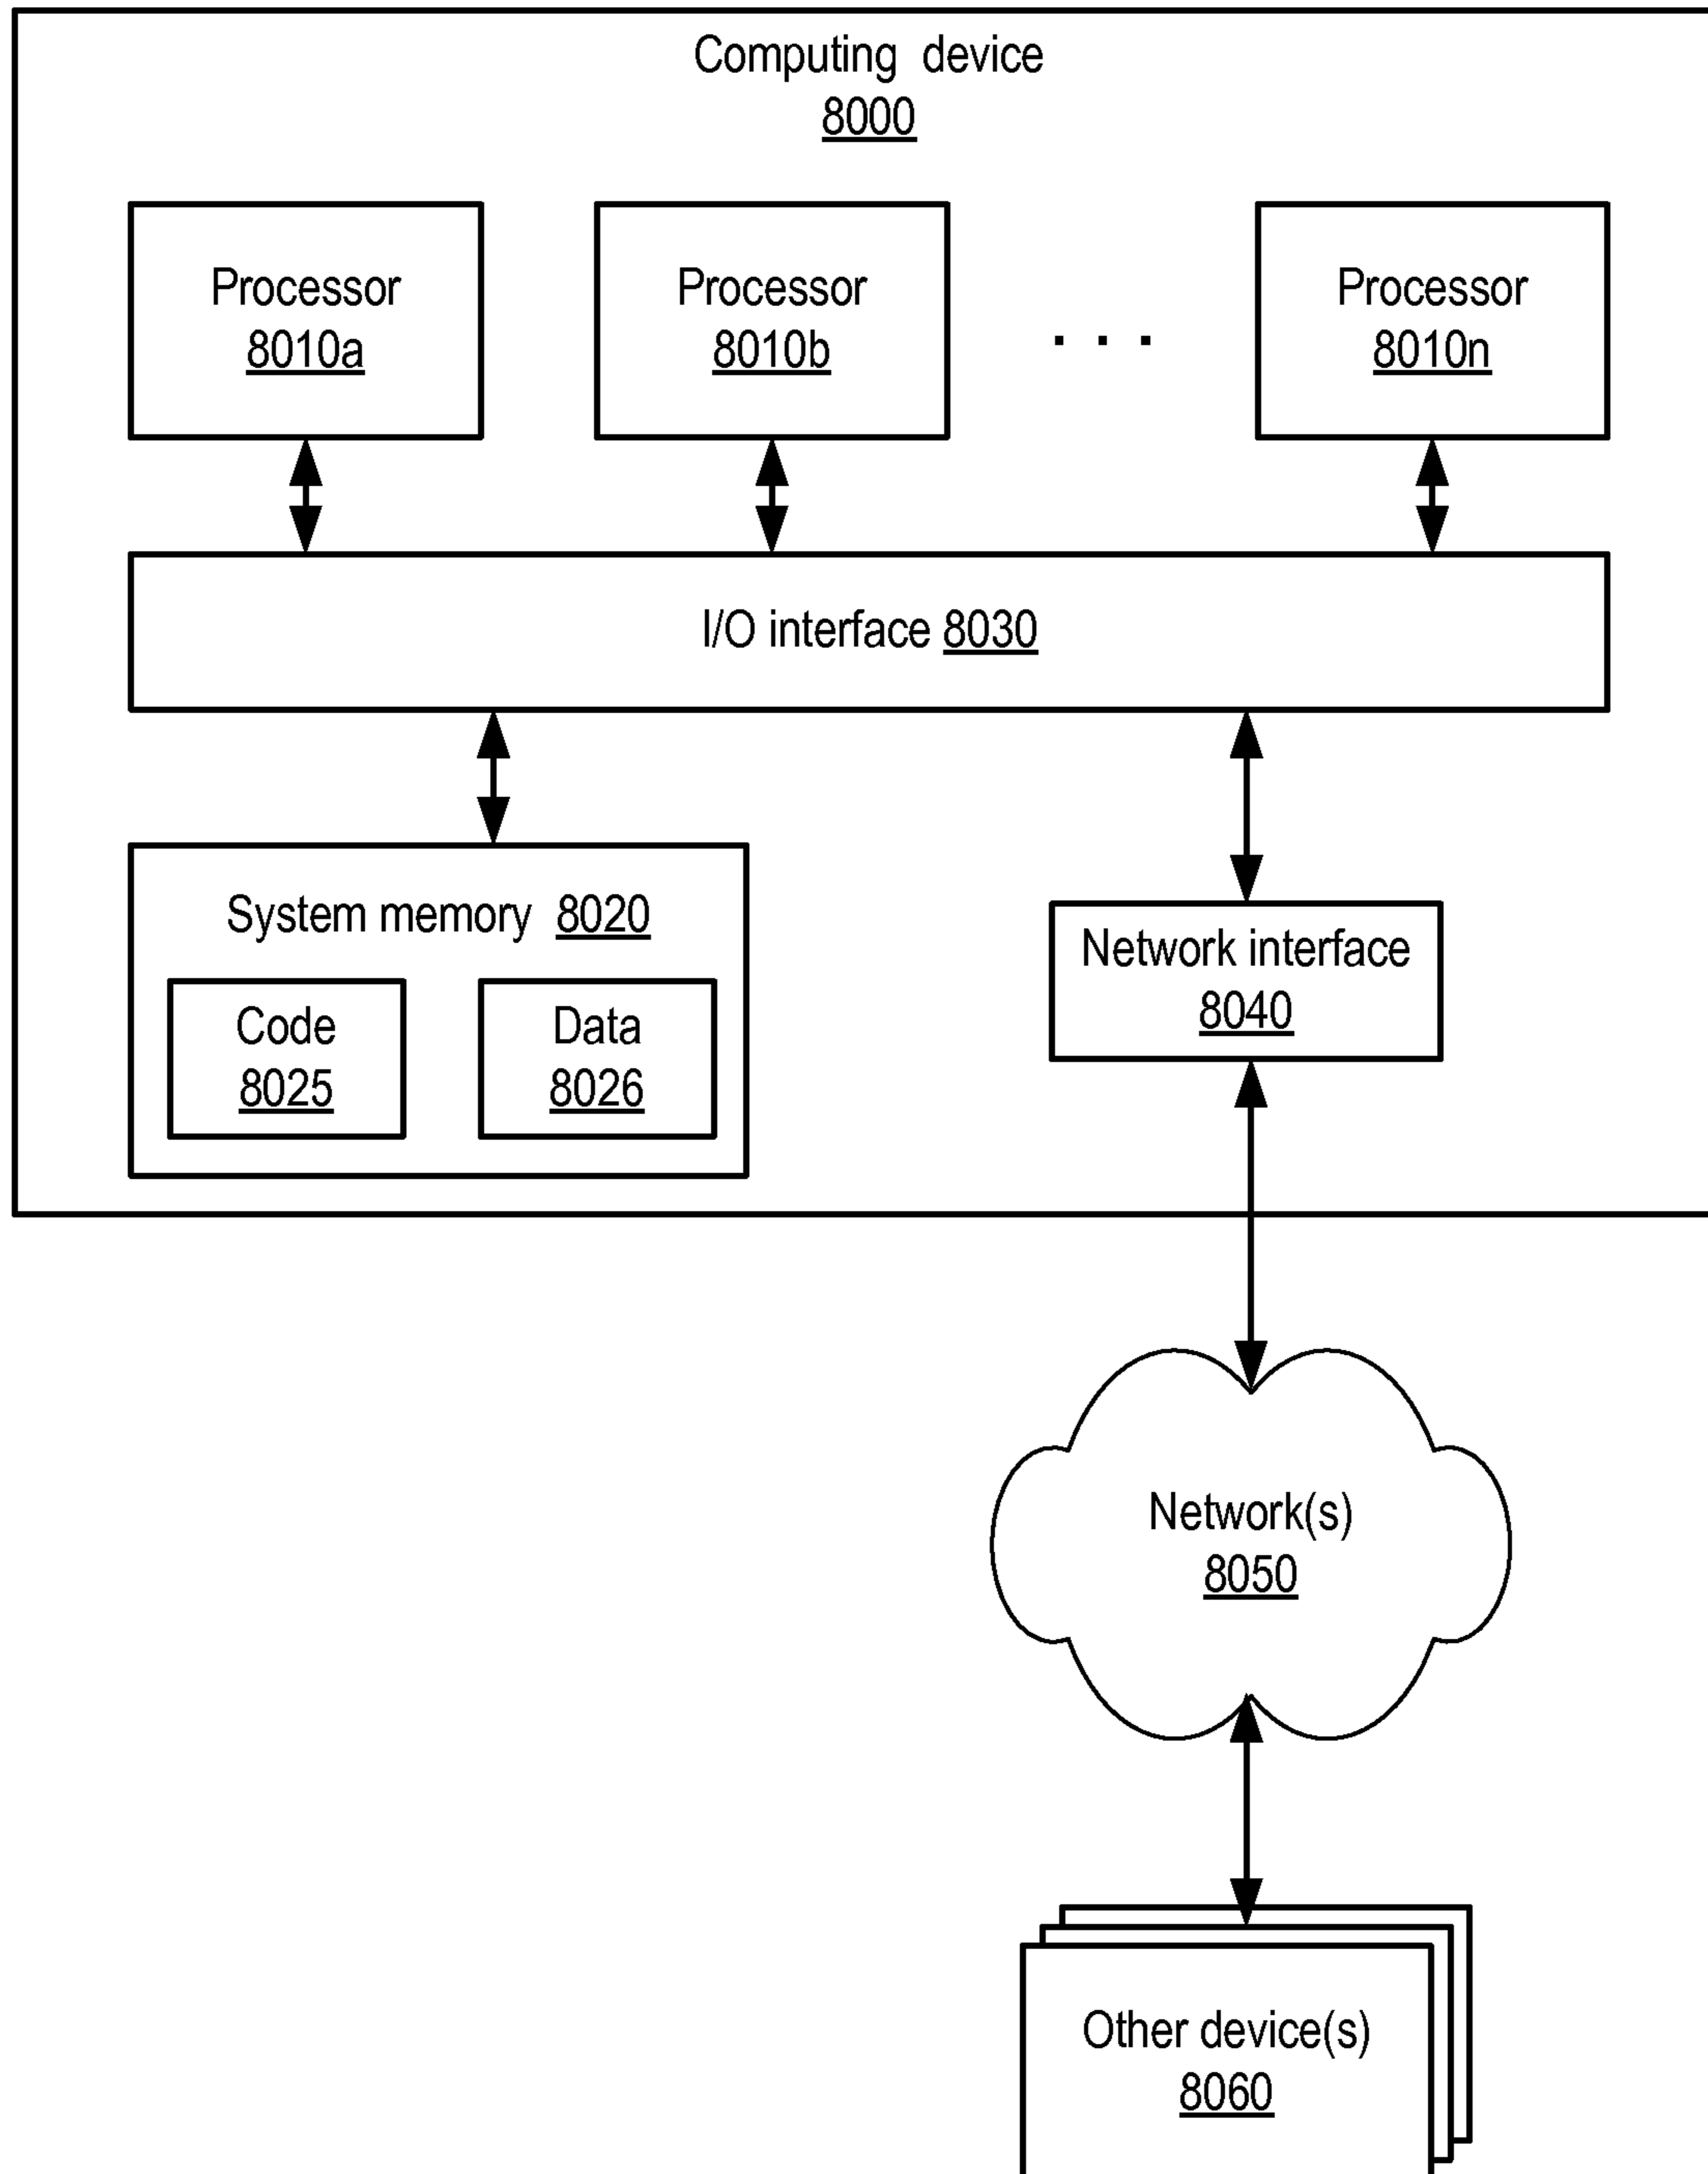 Computing device
8000
Processor
8010a
Processor
8010b
. . .
Processor
8010n
I/O interface 8030
System memory 8020
Code
8025
Data
8026
Network interface
8040
Network(s)
8050
Other device(s)
8060